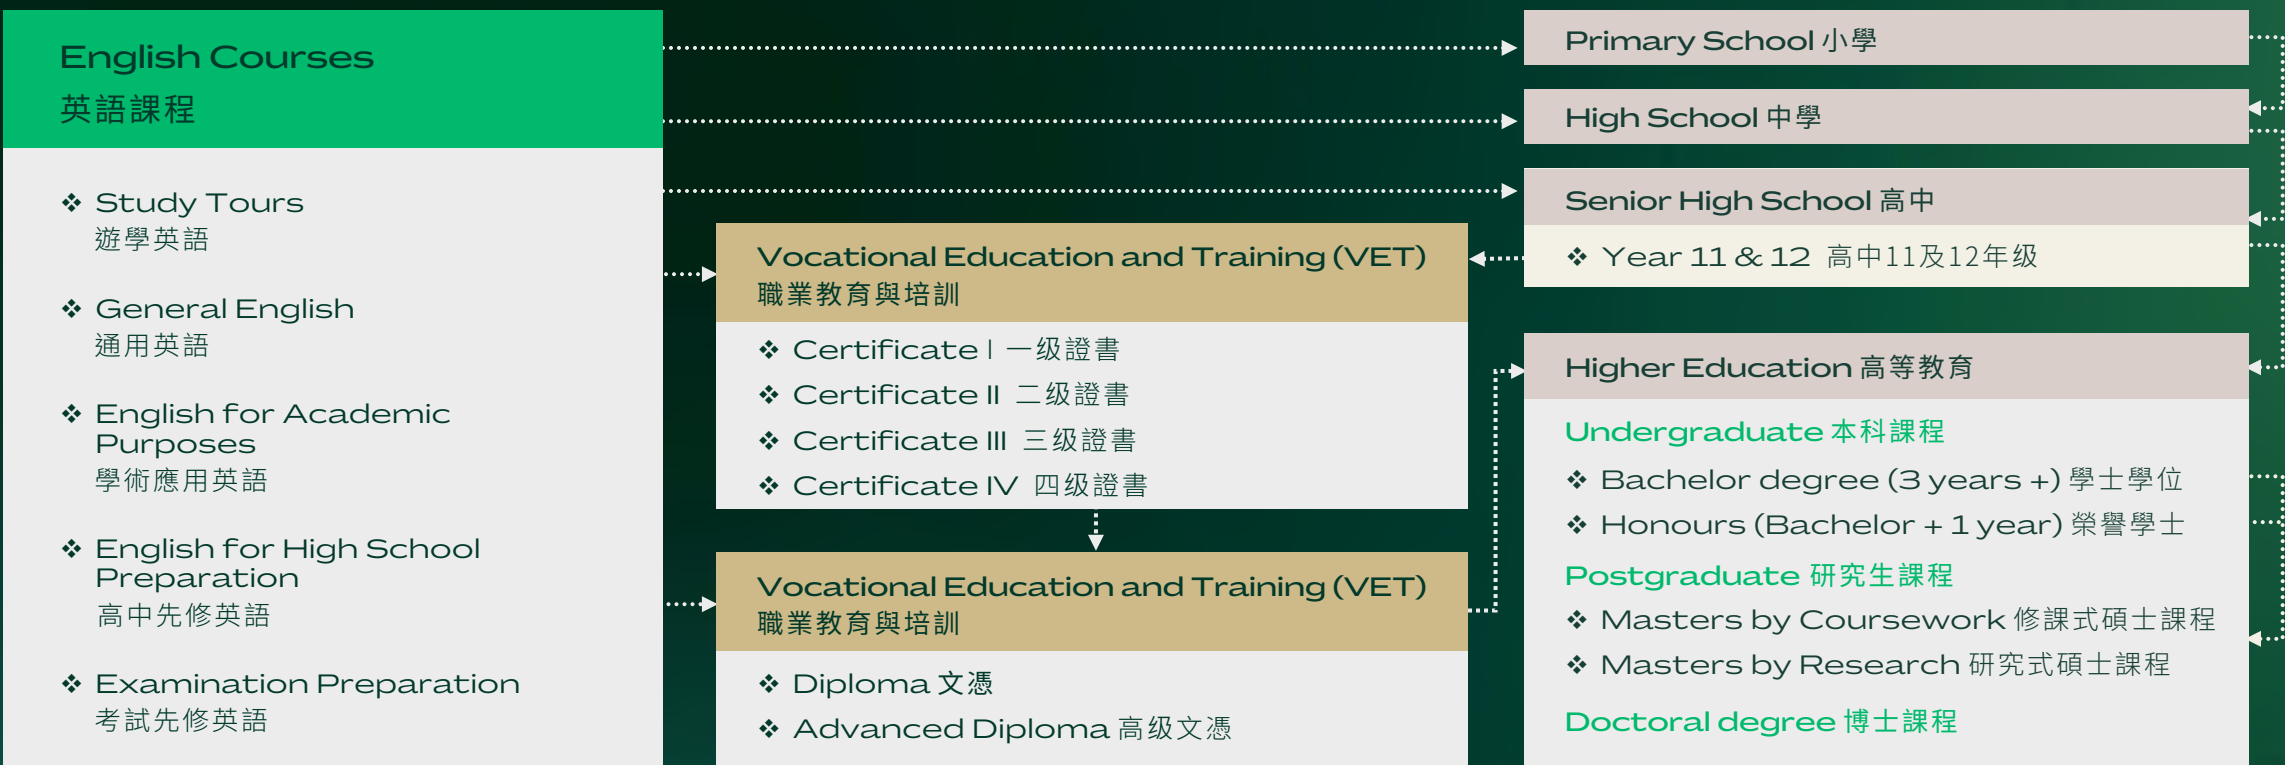 English Courses
英語課程
❖ Study Tours
遊學英語
❖ General English
通用英語
❖ English for Academic
Purposes
學術應用英語
❖ English for High School
Preparation
高中先修英語
❖ Examination Preparation
考試先修英語
Vocational Education and Training (VET)
職業教育與培訓
❖ Certificate I 一级證書
❖ Certificate II 二级證書
❖ Certificate III 三级證書
❖ Certificate IV 四级證書
Vocational Education and Training (VET)
職業教育與培訓
❖ Diploma 文憑
❖ Advanced Diploma 高级文憑
Primary School 小學
High School 中學
Senior High School 高中
❖ Year 11 & 12 高中11及12年级
Higher Education 高等教育
Undergraduate 本科課程
❖ Bachelor degree (3 years +) 學士學位
❖ Honours (Bachelor + 1 year) 榮譽學士
Postgraduate 研究生課程
❖ Masters by Coursework 修課式碩士課程
❖ Masters by Research 研究式碩士課程
Doctoral degree 博士課程